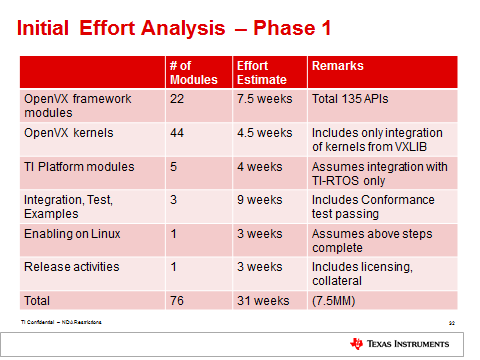 Initial Effort Analysis – Phase 1
# of Modules Effort Estimate Remarks
OpenVX framework modules 22 7.5 weeks Total 135 APIs
OpenVX kernels 44 4.5 weeks Includes only integration of kernels from VXLIB
TI Platform modules 5 4 weeks Assumes integration with TI-RTOS only
Integration, Test, Examples 3 9 weeks Includes Conformance test passing
Enabling on Linux 1 3 weeks Assumes above steps complete
Release activities 1 3 weeks Includes licensing, collateral
Total 76 31 weeks (7.5MM)
TI Confidential – NDA Restrictions 32
TEXAS INSTRUMENTS